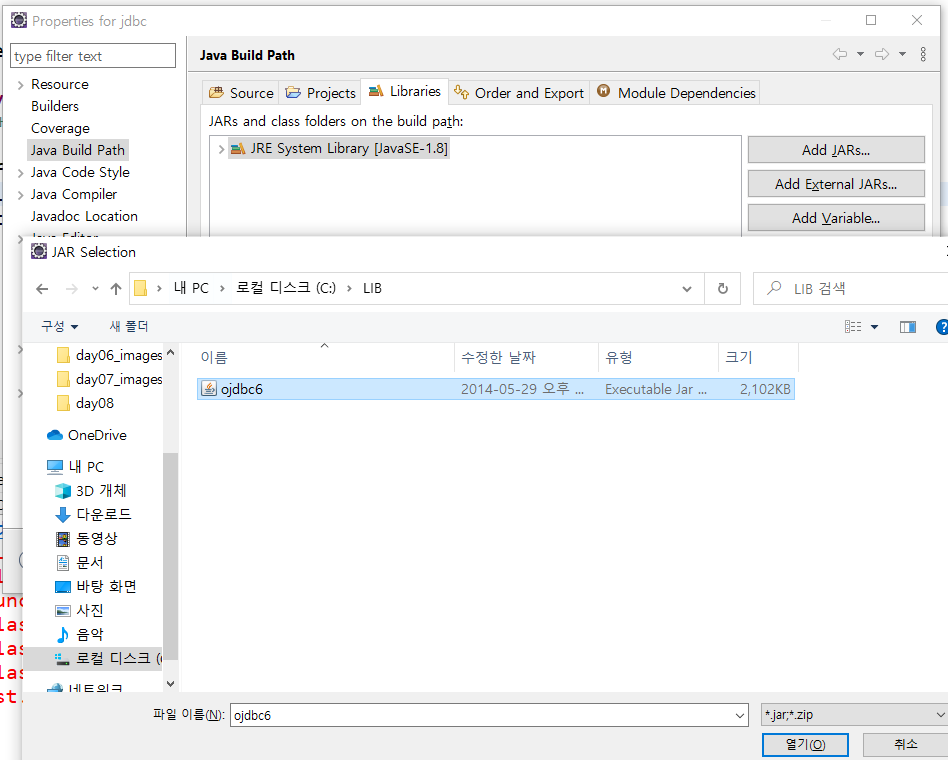 Properties for jdbc
type filter text
Java Build Path
Resource
Builders
Coverage
Java Build Path
Java Code Style
Java Compiler
Javadoc Location
Java Editor
Source
Projects
Libraries
Order and Export
Module Dependencies
JARs and class folders on the build path:
JRE System Library [JavaSE-1.8]
Add JARs...
Add External JARs...
Add Variable...
JAR Selection
내 PC > 로컬 디스크 (C:) > LIB
LIB 검색
구성
새 폴더
이름 수정한 날짜 유형 크기
ojdbc6 2014-05-29 오후 ... Executable Jar ... 2,102KB
day06_images
day07_images
day08
OneDrive
내 PC
3D 개체
다운로드
동영상
문서
바탕 화면
사진
음악
로컬 디스크 (
네트워크
파일 이름(N): ojdbc6
*.jar;*.zip
열기(O)
취소